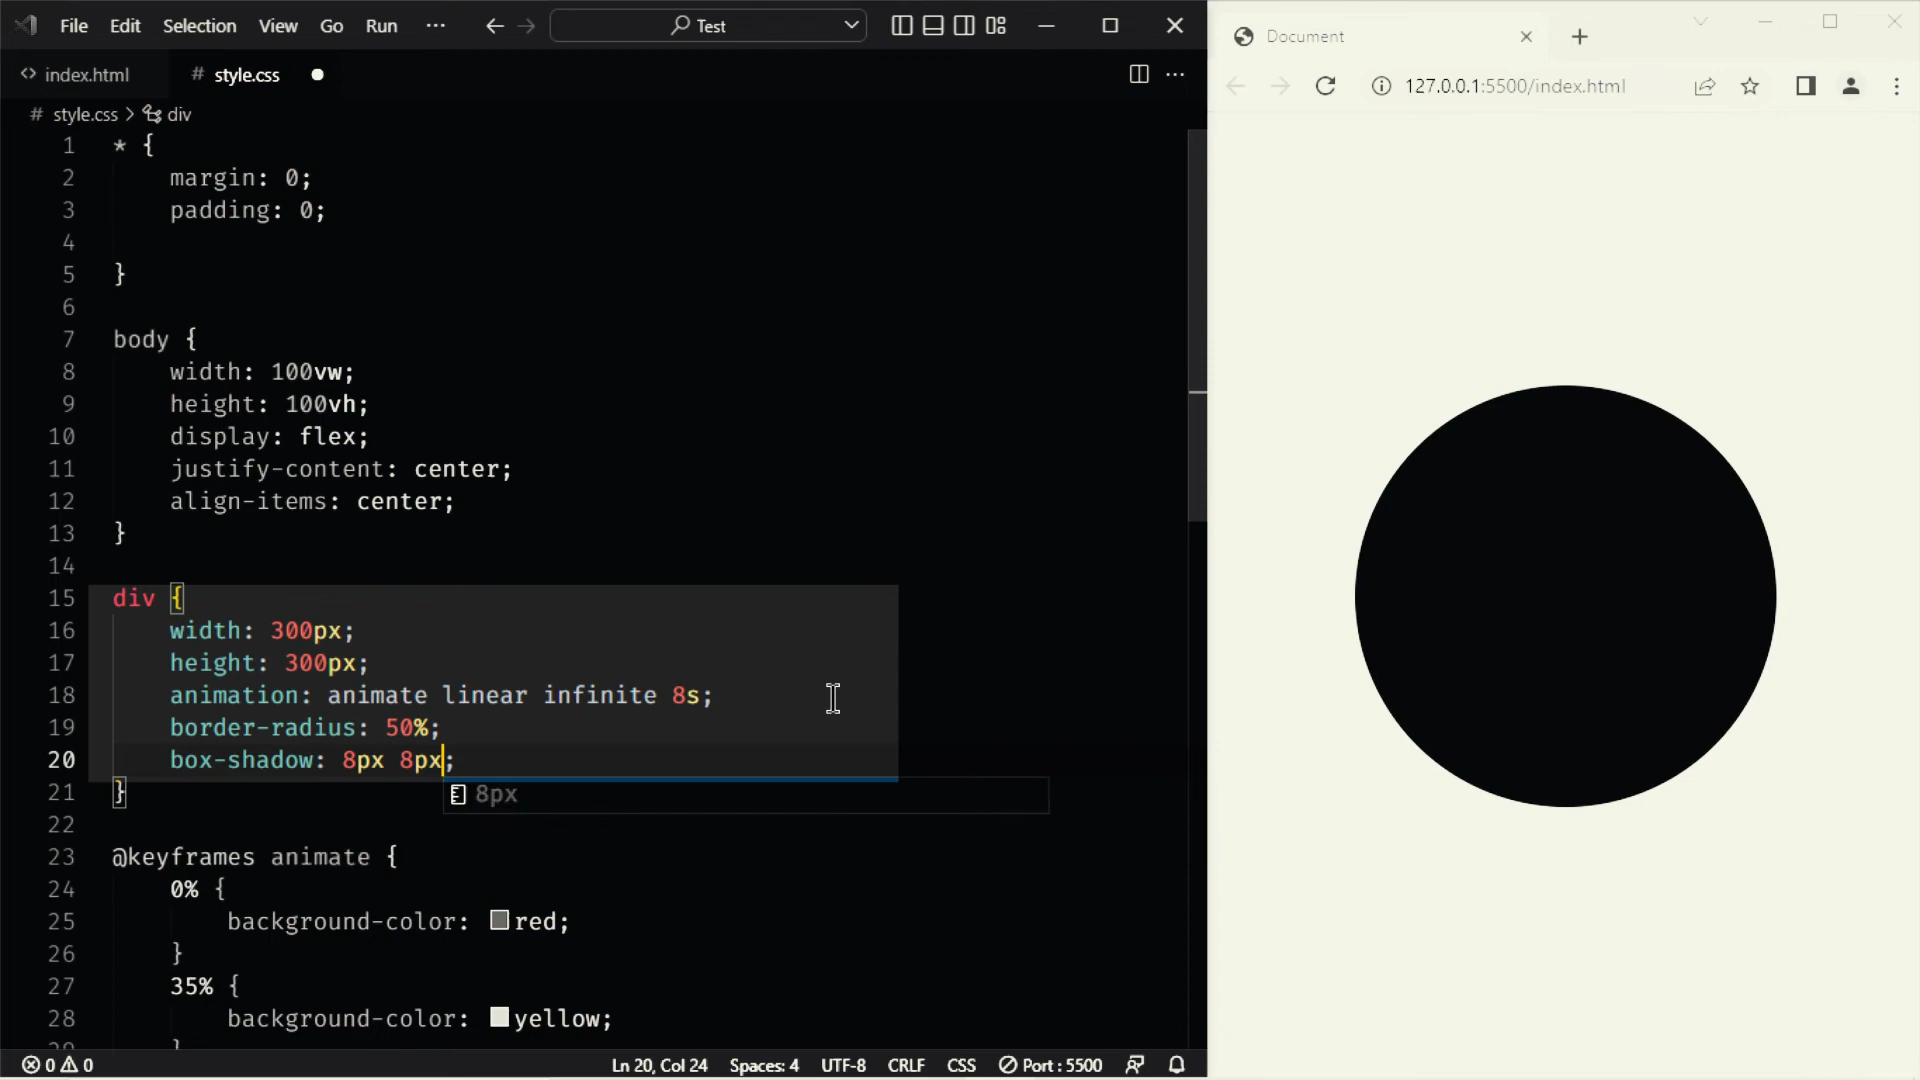 File Edit Selection View Go Run ··· Test
index.html style.css
# style.css > div
1 * {
2 margin: 0;
3 padding: 0;
4
5 }
6
7 body {
8 width: 100vw;
9 height: 100vh;
10 display: flex;
11 justify-content: center;
12 align-items: center;
13 }
14
15 div {
16 width: 300px;
17 height: 300px;
18 animation: animate linear infinite 8s;
19 border-radius: 50%;
20 box-shadow: 8px 8px;
8px
21 }
22
23 @keyframes animate {
24 0% {
25 background-color: red;
26 }
27 35% {
28 background-color: yellow;
29 }
0 0 Ln 20, Col 24 Spaces: 4 UTF-8 CRLF CSS Port : 5500
Document
127.0.0.1:5500/index.html